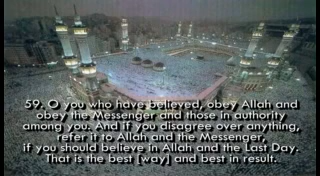 59. O you who have believed, obey Allah and
obey the Messenger and those in authority
among you. And if you disagree over anything,
refer it to Allah and the Messenger,
if you should believe in Allah and the Last Day.
That is the best [way] and best in result.